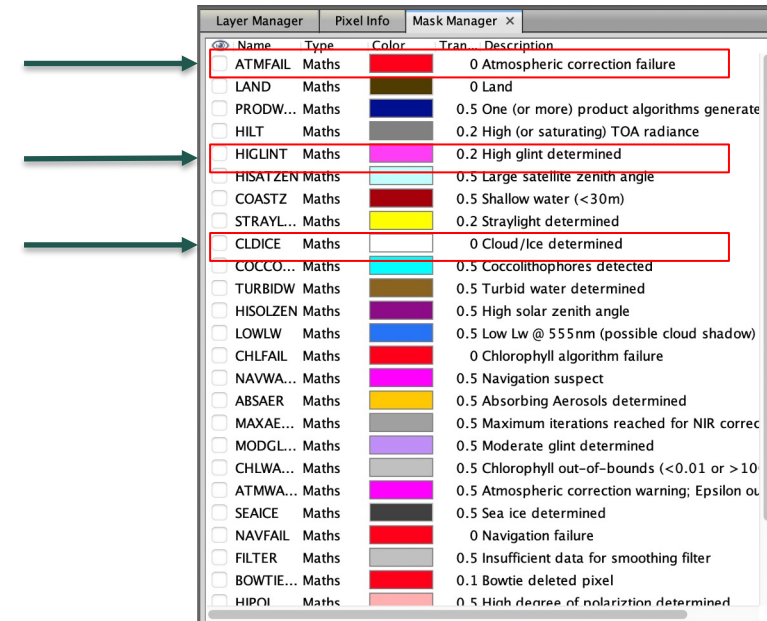 Layer Manager Pixel Info Mask Manager ×
Name Type Color Tran... Description
ATMFAIL Maths 0 Atmospheric correction failure
LAND Maths 0 Land
PRODW... Maths 0.5 One (or more) product algorithms generate
HILT Maths 0.2 High (or saturating) TOA radiance
HIGLINT Maths 0.2 High glint determined
HISATZEN Maths 0.5 Large satellite zenith angle
COASTZ Maths 0.5 Shallow water (<30m)
STRAYL... Maths 0.2 Straylight determined
CLDICE Maths 0 Cloud/Ice determined
COCCO... Maths 0.5 Coccolithophores detected
TURBIDW Maths 0.5 Turbid water determined
HISOLZEN Maths 0.5 High solar zenith angle
LOWLW Maths 0.5 Low Lw @ 555nm (possible cloud shadow)
CHLFAIL Maths 0 Chlorophyll algorithm failure
NAVWA... Maths 0.5 Navigation suspect
ABSAER Maths 0.5 Absorbing Aerosols determined
MAXAE... Maths 0.5 Maximum iterations reached for NIR correc
MODGL... Maths 0.5 Moderate glint determined
CHLWA... Maths 0.5 Chlorophyll out-of-bounds (<0.01 or >10
ATMWA... Maths 0.5 Atmospheric correction warning; Epsilon ou
SEAICE Maths 0.5 Sea ice determined
NAVFAIL Maths 0 Navigation failure
FILTER Maths 0.5 Insufficient data for smoothing filter
BOWTIE... Maths 0.1 Bowtie deleted pixel
HIPOL Maths 0.5 High degree of polariztion determined